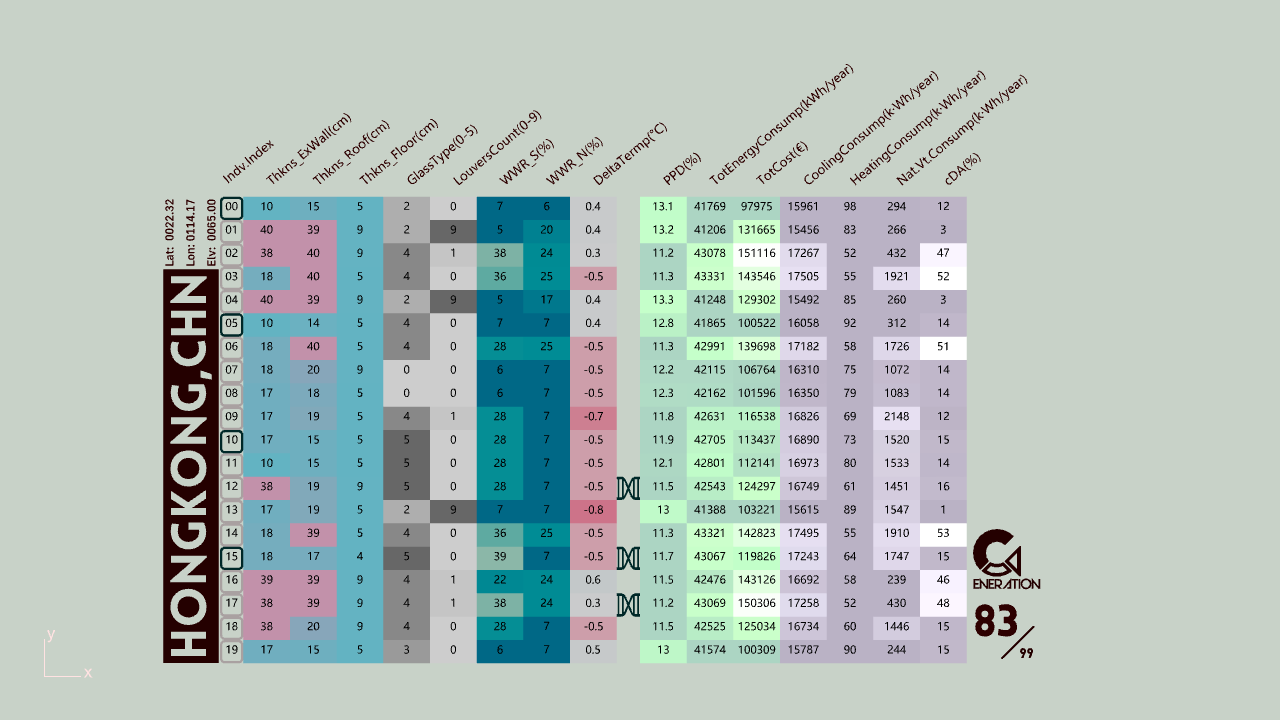 Indv.Index Thkns_ExWall(cm) Thkns_Roof(cm) Thkns_Floor(cm) GlassType(0-5) LouversCount(0-9) WWR_S(%) WWR_N(%) DeltaTermp(°C) PPD(%) TotEnergyConsump(kWh/year) TotCost(€) CoolingConsump(k·Wh/year) HeatingConsump(k·Wh/year) Nat.Vt.Consump(k·Wh/year) cDA(%)
Lat: 0022.32
Lon: 0114.17
Elv: 0065.00
HONGKONG,CHN
00 10 15 5 2 0 7 6 0.4 13.1 41769 97975 15961 98 294 12
01 40 39 9 2 9 5 20 0.4 13.2 41206 131665 15456 83 266 3
02 38 40 9 4 1 38 24 0.3 11.2 43078 151116 17267 52 432 47
03 18 40 5 4 0 36 25 -0.5 11.3 43331 143546 17505 55 1921 52
04 40 39 9 2 9 5 17 0.4 13.3 41248 129302 15492 85 260 3
05 10 14 5 4 0 7 7 0.4 12.8 41865 100522 16058 92 312 14
06 18 40 5 4 0 28 25 -0.5 11.3 42991 139698 17182 58 1726 51
07 18 20 9 0 0 6 7 -0.5 12.2 42115 106764 16310 75 1072 14
08 17 18 5 0 0 6 7 -0.5 12.3 42162 101596 16350 79 1083 14
09 17 19 5 4 1 28 7 -0.7 11.8 42631 116538 16826 69 2148 12
10 17 15 5 5 0 28 7 -0.5 11.9 42705 113437 16890 73 1520 15
11 10 15 5 5 0 28 7 -0.5 12.1 42801 112141 16973 80 1533 14
12 38 19 9 5 0 28 7 -0.5 11.5 42543 124297 16749 61 1451 16
13 17 19 5 2 9 7 7 -0.8 13 41388 103221 15615 89 1547 1
14 18 39 5 4 0 36 25 -0.5 11.3 43321 142823 17495 55 1910 53
15 18 17 4 5 0 39 7 -0.5 11.7 43067 119826 17243 64 1747 15
16 39 39 9 4 1 22 24 0.6 11.5 42476 143126 16692 58 239 46
17 38 39 9 4 1 38 24 0.3 11.2 43069 150306 17258 52 430 48
18 38 20 9 4 0 28 7 -0.5 11.5 42525 125034 16734 60 1446 15
19 17 15 5 3 0 6 7 0.5 13 41574 100309 15787 90 244 15
GENERATION
83/99
y
x